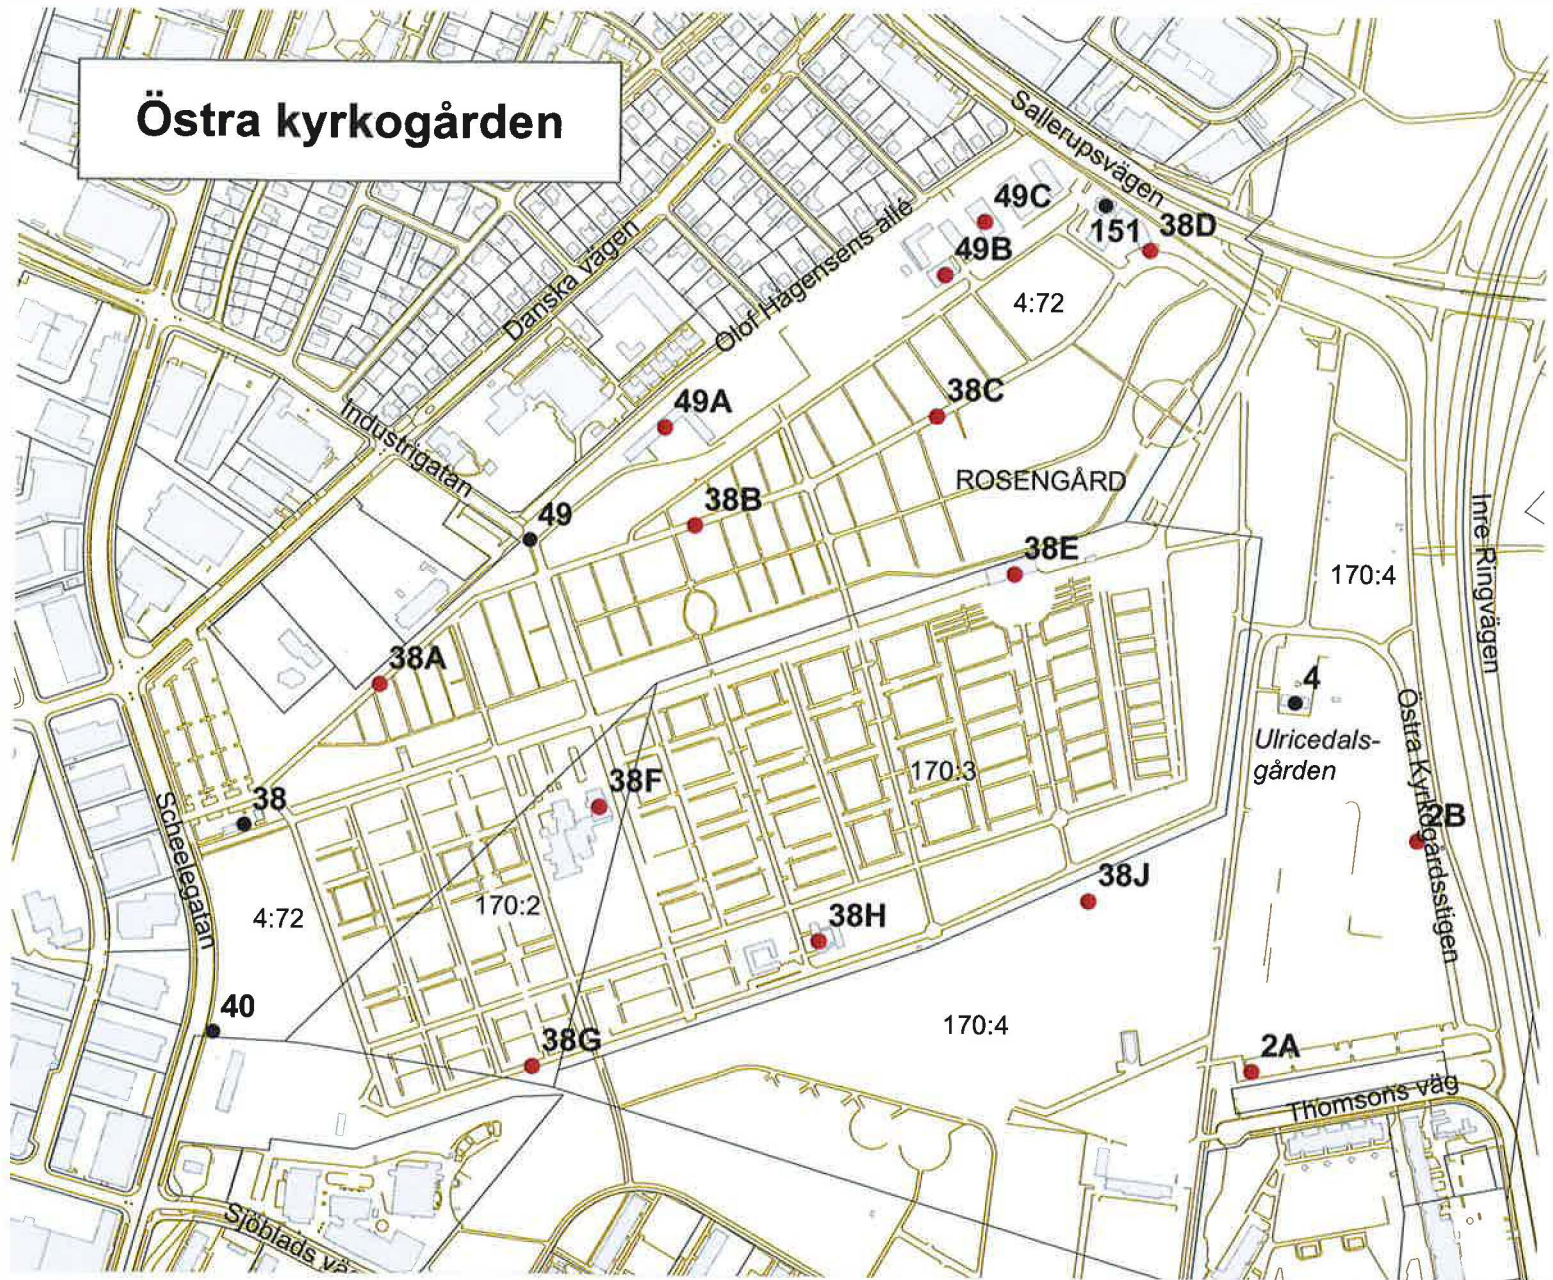 Östra kyrkogården
Sallerupsvägen
49C
151
38D
49B
Danska vägen
Olof Hågensens allé
4:72
38C
49A
Industrigatan
ROSENGÅRD
38B
49
Inre Ringvägen
38E
170:4
38A
4
Östra Kyrkogårdsstigen
Ulricedals-
gården
170:3
38F
38
Scheelegatan
2B
38J
170:2
4:72
38H
40
170:4
38G
2A
Thomsons väg
Sjöblads